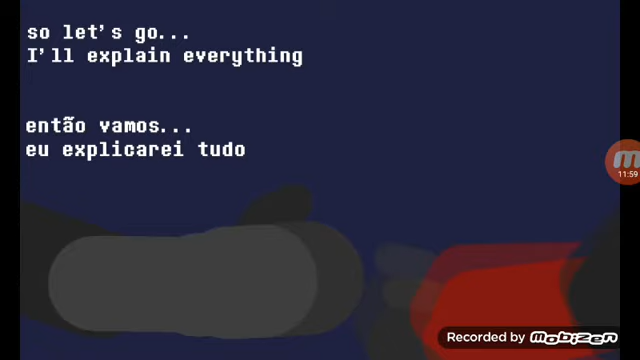 so let's go...
I'll explain everything
então vamos...
eu explicarei tudo
11:59
Recorded by mobizen